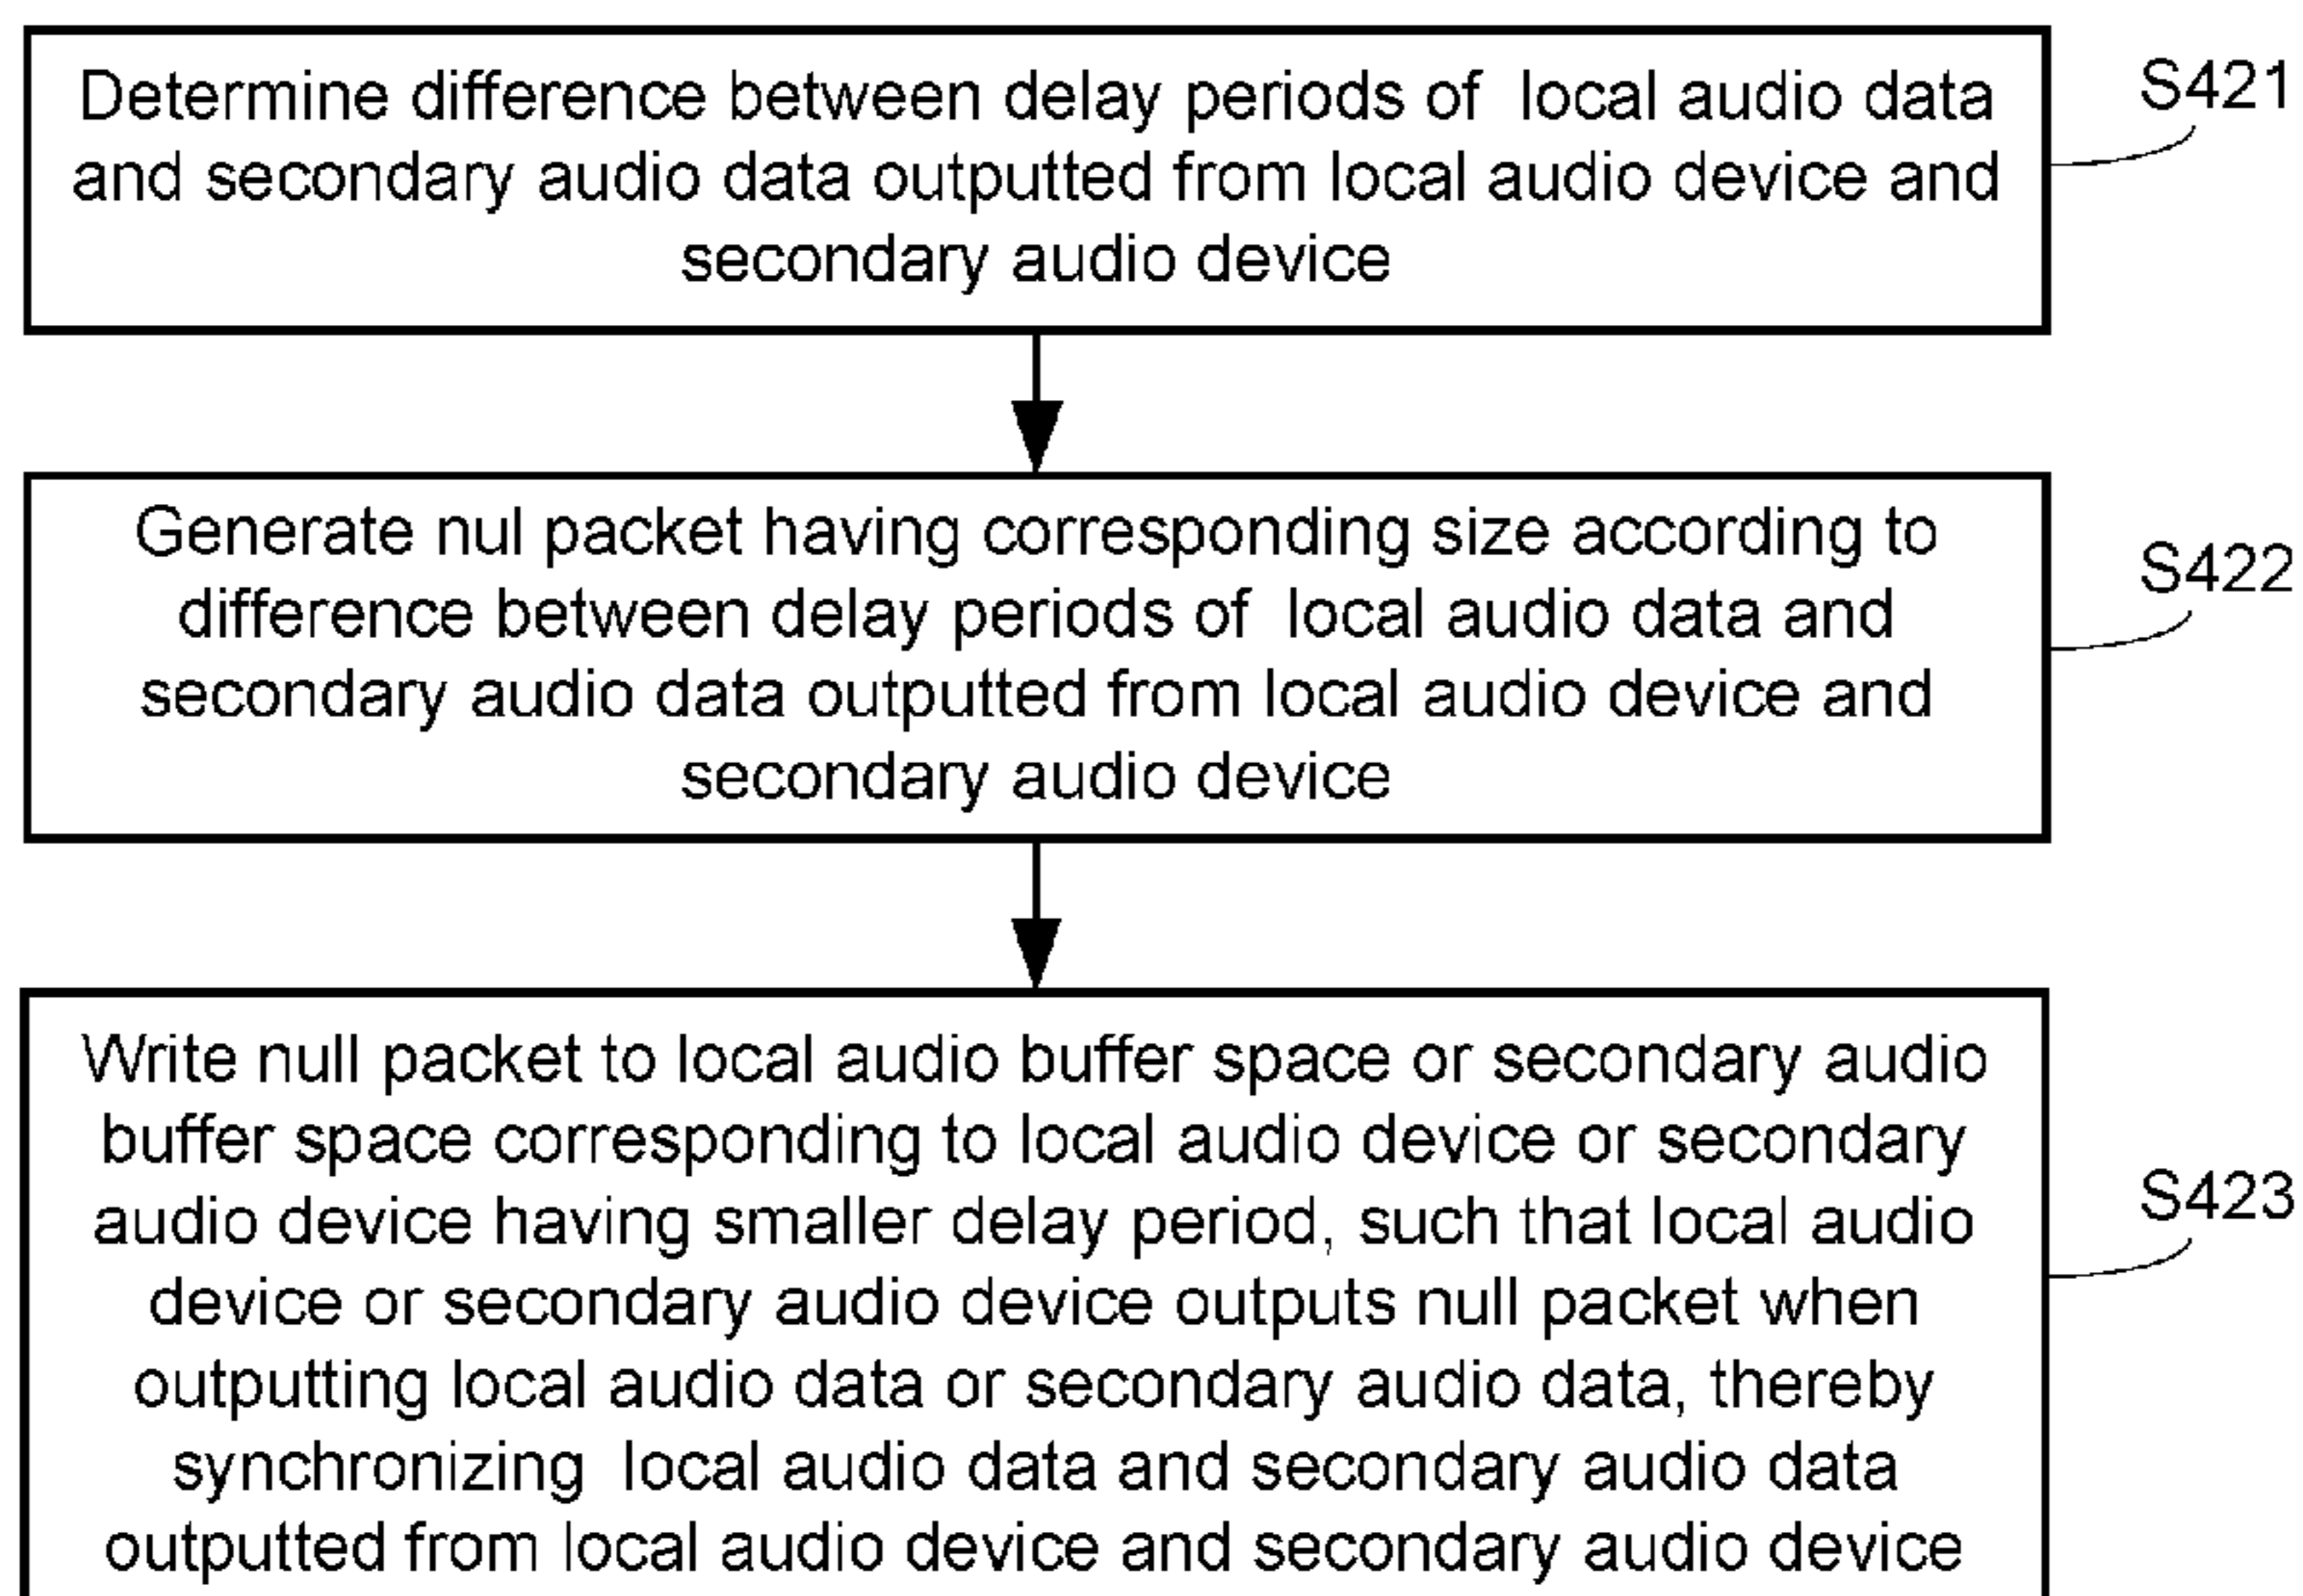 Determine difference between delay periods of local audio data
and secondary audio data outputted from local audio device and
secondary audio device
S421
Generate nul packet having corresponding size according to
difference between delay periods of local audio data and
secondary audio data outputted from local audio device and
secondary audio device
S422
Write null packet to local audio buffer space or secondary audio
buffer space corresponding to local audio device or secondary
audio device having smaller delay period, such that local audio
device or secondary audio device outputs null packet when
outputting local audio data or secondary audio data, thereby
synchronizing local audio data and secondary audio data
outputted from local audio device and secondary audio device
S423